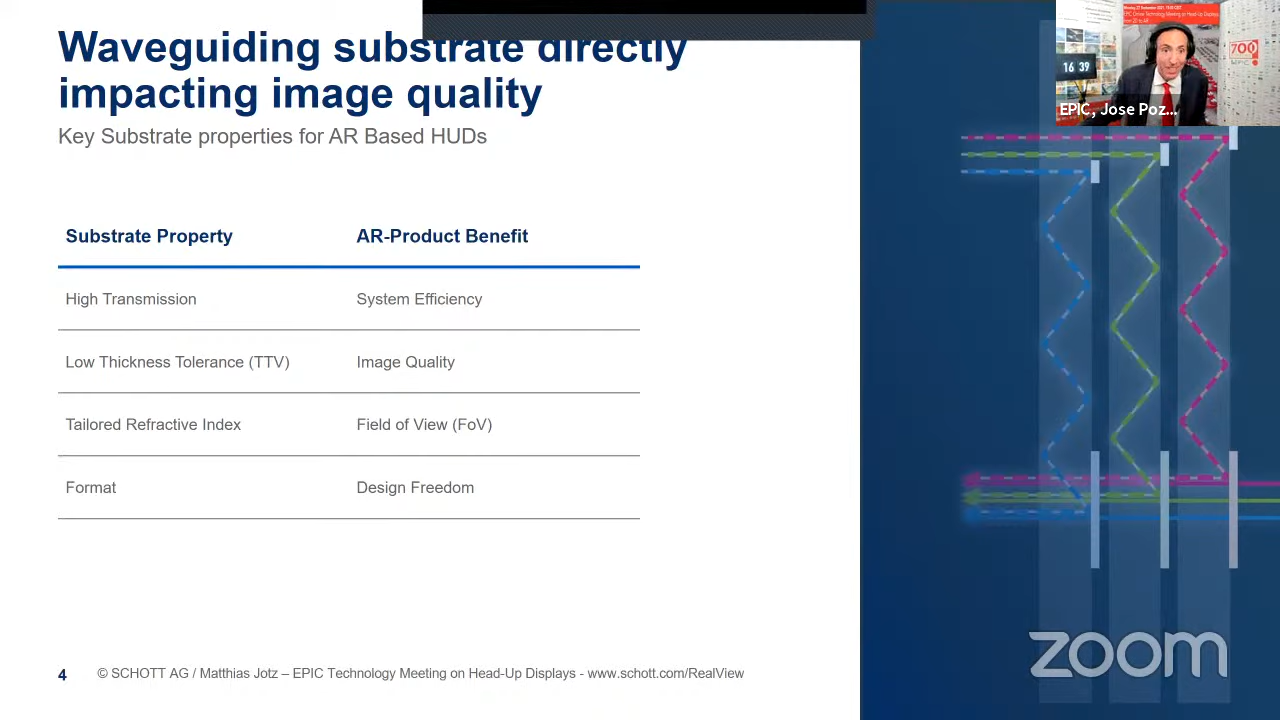 Waveguiding substrate directly
impacting image quality
Key Substrate properties for AR Based HUDs
Substrate Property AR-Product Benefit
High Transmission System Efficiency
Low Thickness Tolerance (TTV) Image Quality
Tailored Refractive Index Field of View (FoV)
Format Design Freedom
4 © SCHOTT AG / Matthias Jotz – EPIC Technology Meeting on Head-Up Displays - www.schott.com/RealView
16 39
700
EPIC, Jose Poz...
zoom